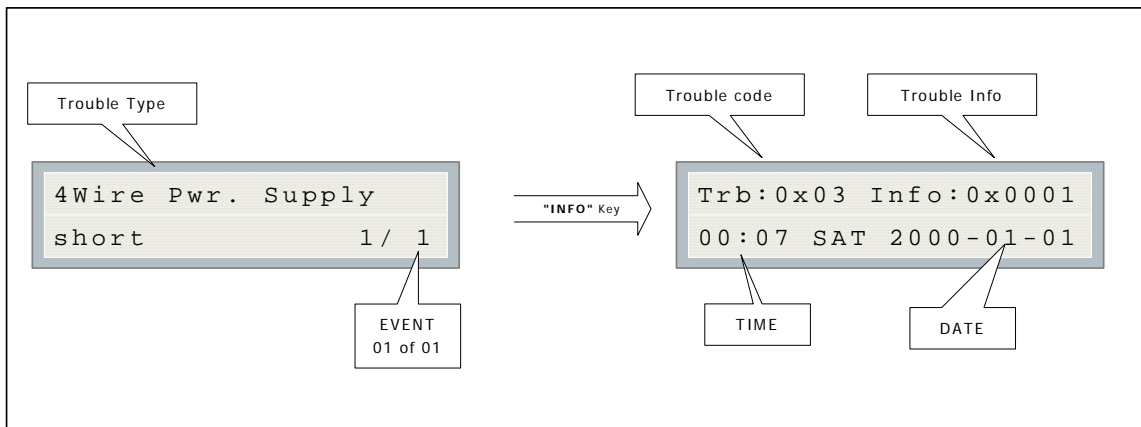 Trouble Type
4Wire Pwr. Supply
short 1/ 1
EVENT
01 of 01
"INFO" Key
Trouble code
Trouble Info
Trb:0x03 Info:0x0001
00:07 SAT 2000-01-01
TIME
DATE